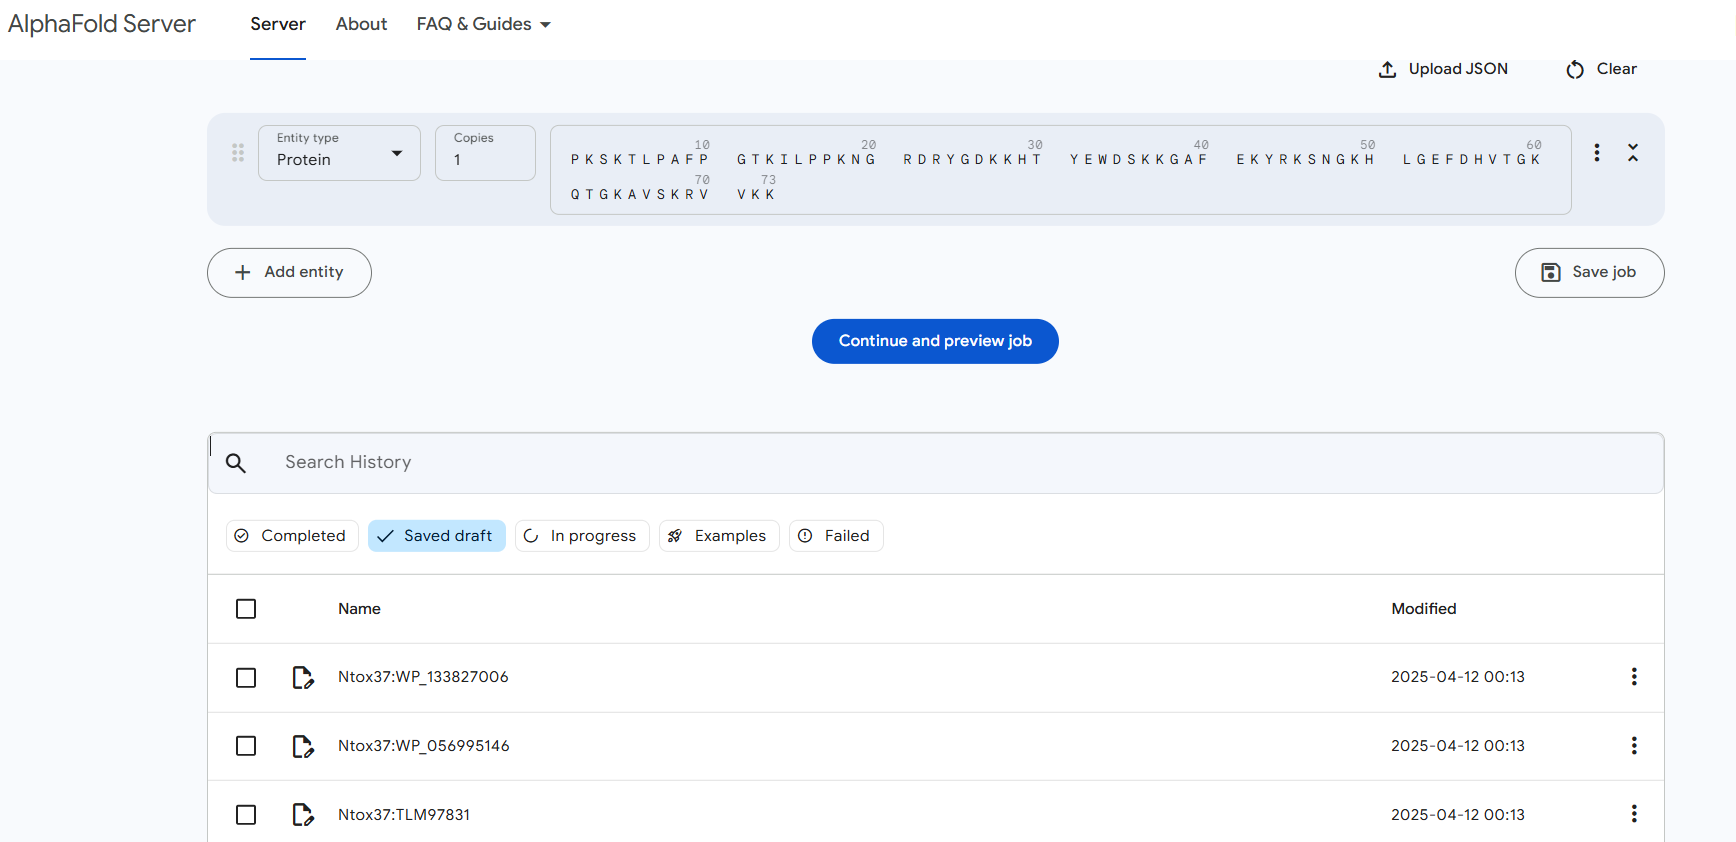 AlphaFold Server Server About FAQ & Guides
Upload JSON Clear
Entity type Copies
Protein 1
10 20 30 40 50 60
PKSKTLPAFP GTKILPPKNG RDRYGDKKHT YEWDSKKGAF EKYRKSNGKH LGEFDHVTGK
70 73
QTGKAVSKRV VKK
Add entity Save job
Continue and preview job
Search History
Completed Saved draft In progress Examples Failed
Name Modified
Ntox37:WP_133827006 2025-04-12 00:13
Ntox37:WP_056995146 2025-04-12 00:13
Ntox37:TLM97831 2025-04-12 00:13